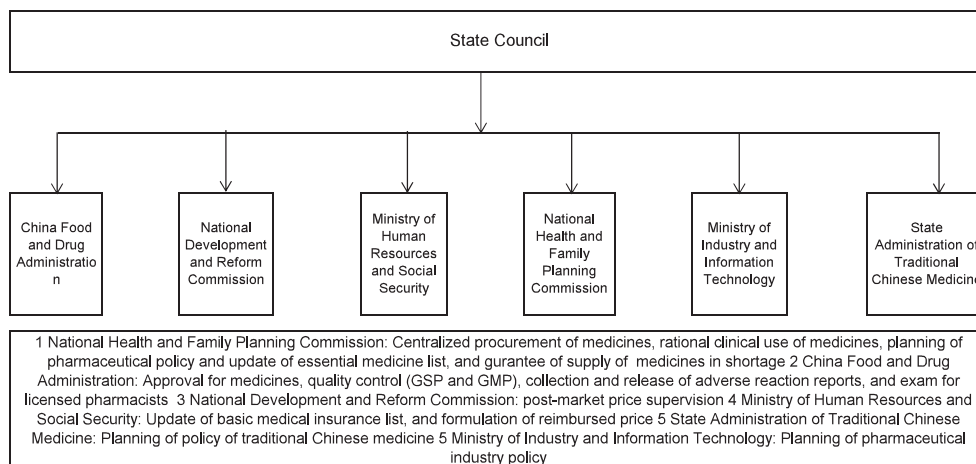 State Council
China Food
and Drug
Administratio
n
National
Development
and Reform
Commission
Ministry of
Human
Resources
and Social
Security
National
Health and
Family
Planning
Commission
Ministry of
Industry and
Information
Technology
State
Administration of
Traditional
Chinese Medicine
1 National Health and Family Planning Commission: Centralized procurement of medicines, rational clinical use of medicines, planning
of pharmaceutical policy and update of essential medicine list, and gurantee of supply of medicines in shortage 2 China Food and Drug
Administration: Approval for medicines, quality control (GSP and GMP), collection and release of adverse reaction reports, and exam for
licensed pharmacists 3 National Development and Reform Commission: post-market price supervision 4 Ministry of Human Resources and
Social Security: Update of basic medical insurance list, and formulation of reimbursed price 5 State Administration of Traditional Chinese
Medicine: Planning of policy of traditional Chinese medicine 5 Ministry of Industry and Information Technology: Planning of pharmaceutical
industry policy